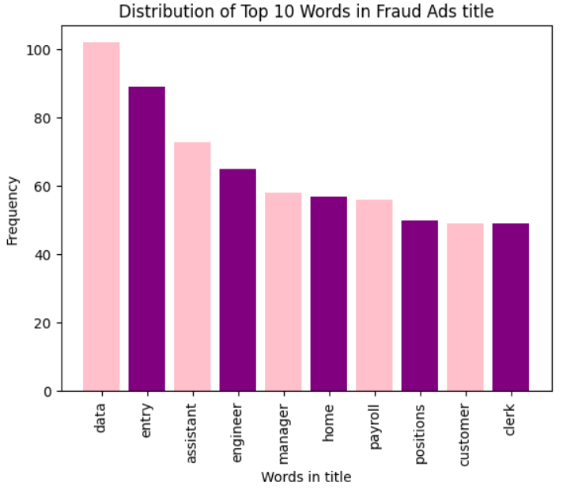 Distribution of Top 10 Words in Fraud Ads title
Frequency
100
80
60
40
20
0
data
entry
assistant
engineer
manager
home
payroll
positions
customer
clerk
Words in title